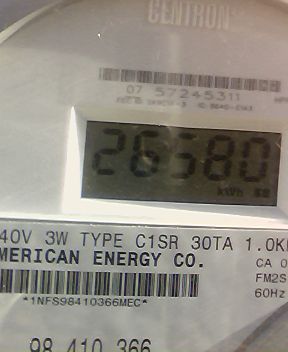 CENTRON
07 57245311
26580
kWh
40V 3W TYPE C1SR 30TA 1.0K
MERICAN ENERGY CO.
CA 0
FM2S
*1NFS98410366MEC*
60Hz
98 410 366